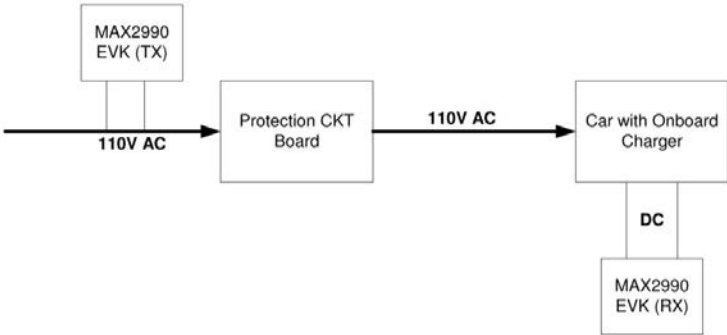 MAX2990
EVK (TX)
110V AC
Protection CKT
Board
110V AC
Car with Onboard
Charger
DC
MAX2990
EVK (RX)